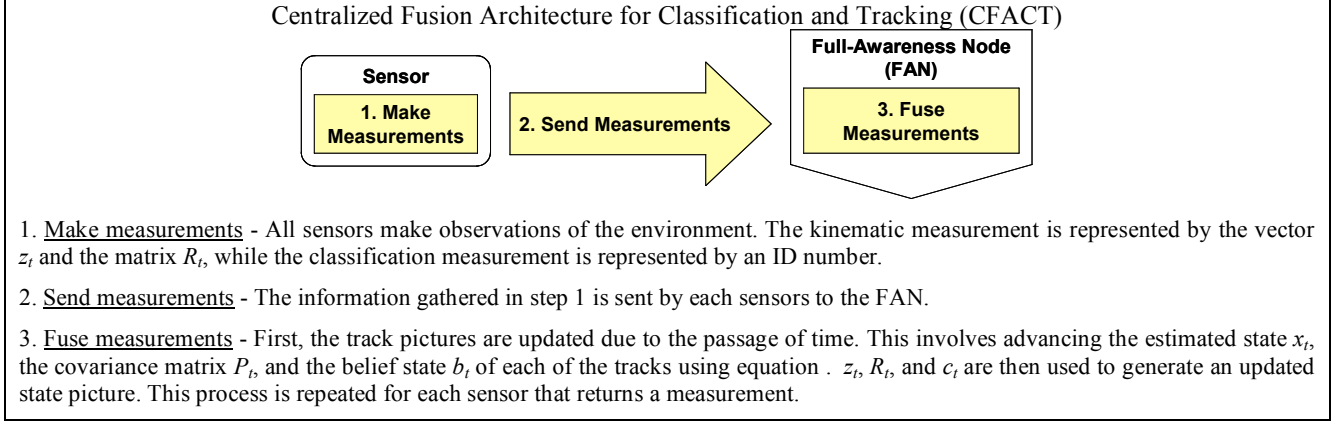 Centralized Fusion Architecture for Classification and Tracking (CFACT)
Sensor
1. Make
Measurements
2. Send Measurements
Full-Awareness Node
(FAN)
3. Fuse
Measurements
1. Make measurements - All sensors make observations of the environment. The kinematic measurement is represented by the vector
zt and the matrix Rt, while the classification measurement is represented by an ID number.
2. Send measurements - The information gathered in step 1 is sent by each sensors to the FAN.
3. Fuse measurements - First, the track pictures are updated due to the passage of time. This involves advancing the estimated state xt,
the covariance matrix Pt, and the belief state bt of each of the tracks using equation . zt, Rt, and ct are then used to generate an updated
state picture. This process is repeated for each sensor that returns a measurement.